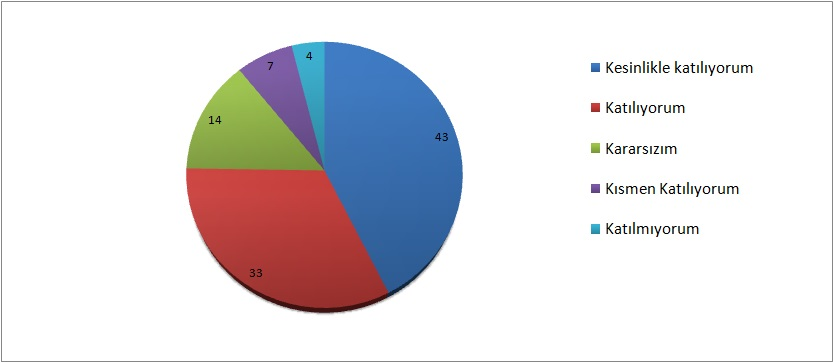 4
7
14
43
33
Kesinlikle katılıyorum
Katılıyorum
Kararsızım
Kısmen Katılıyorum
Katılmıyorum